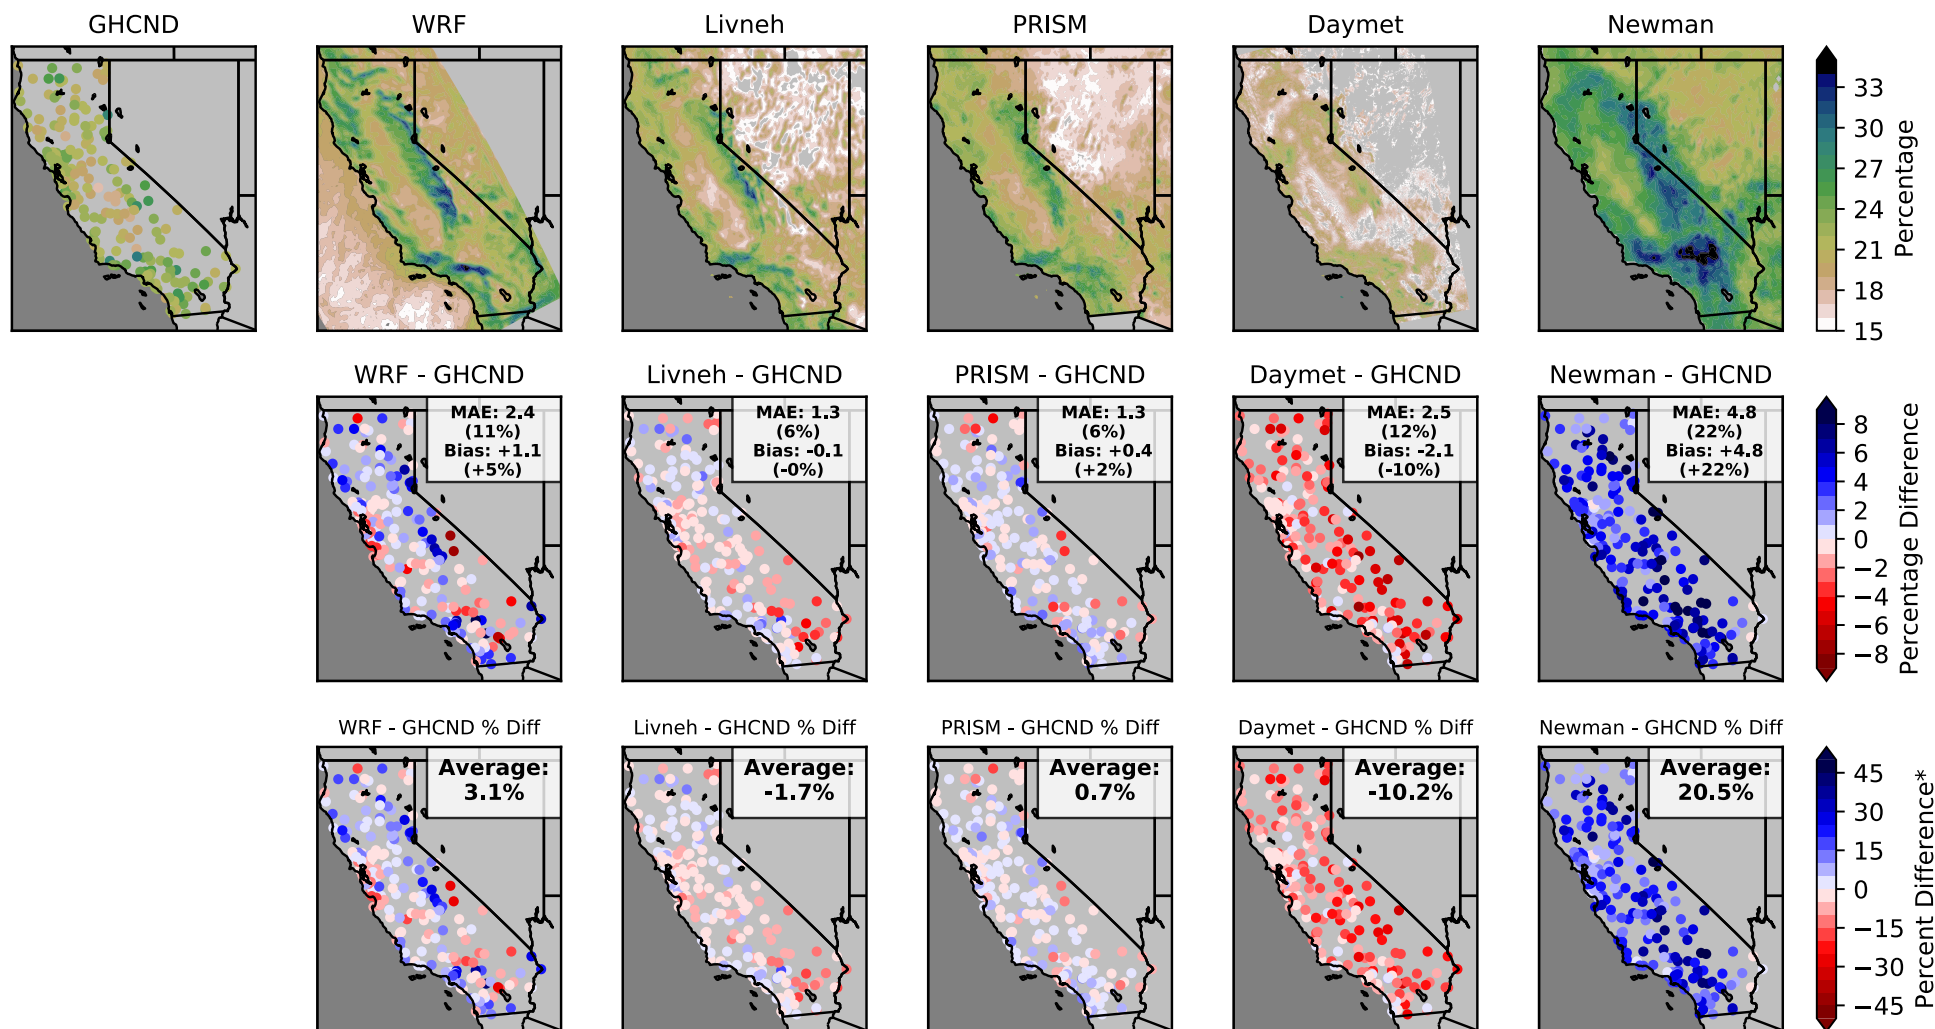 GHCND
WRF
Livneh
PRISM
Daymet
Newman
33
30
27
24
21
18
15
Percentage
WRF - GHCND
Livneh - GHCND
PRISM - GHCND
Daymet - GHCND
Newman - GHCND
MAE: 2.4
(11%)
Bias: +1.1
(+5%)
MAE: 1.3
(6%)
Bias: -0.1
(-0%)
MAE: 1.3
(6%)
Bias: +0.4
(+2%)
MAE: 2.5
(12%)
Bias: -2.1
(-10%)
MAE: 4.8
(22%)
Bias: +4.8
(+22%)
8
6
4
2
0
−2
−4
−6
−8
Percentage Difference
WRF - GHCND % Diff
Livneh - GHCND % Diff
PRISM - GHCND % Diff
Daymet - GHCND % Diff
Newman - GHCND % Diff
Average:
3.1%
Average:
-1.7%
Average:
0.7%
Average:
-10.2%
Average:
20.5%
45
30
15
0
−15
−30
−45
Percent Difference*